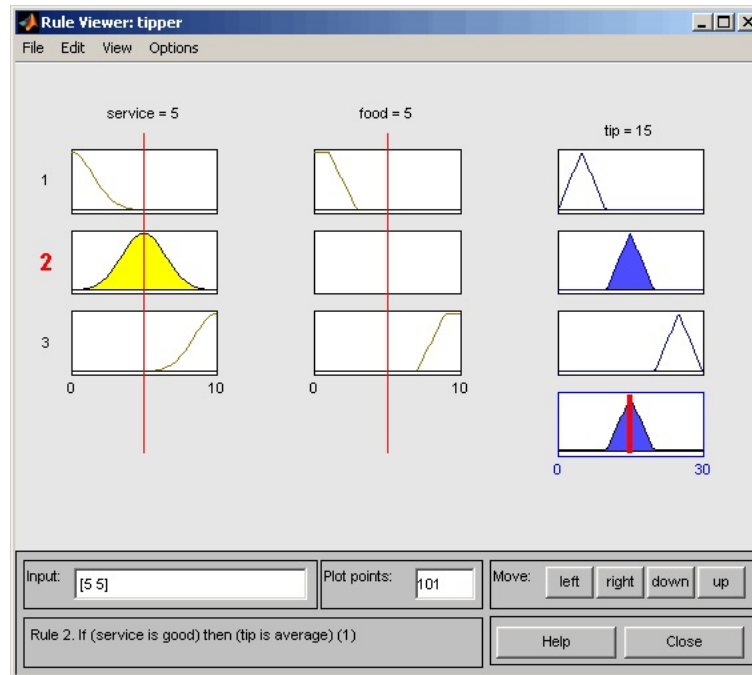 Rule Viewer: tipper
File Edit View Options
service = 5
food = 5
tip = 15
1
2
3
0 10
0 10
0 30
Input: [5 5]
Plot points: 101
Move: left right down up
Rule 2. If (service is good) then (tip is average) (1)
Help Close